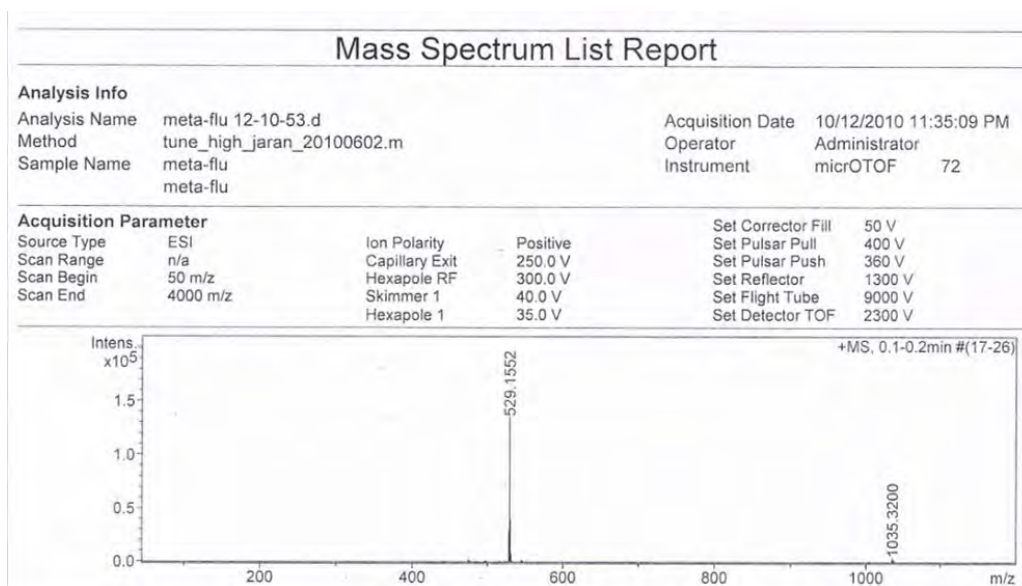 Mass Spectrum List Report
Analysis Info
Analysis Name meta-flu 12-10-53.d Acquisition Date 10/12/2010 11:35:09 PM
Method tune_high_jaran_20100602.m Operator Administrator
Sample Name meta-flu Instrument micrOTOF 72
meta-flu
Acquisition Parameter Set Corrector Fill 50 V
Source Type ESI Ion Polarity Positive Set Pulsar Pull 400 V
Scan Range n/a Capillary Exit 250.0 V Set Pulsar Push 360 V
Scan Begin 50 m/z Hexapole RF 300.0 V Set Reflector 1300 V
Scan End 4000 m/z Skimmer 1 40.0 V Set Flight Tube 9000 V
Hexapole 1 35.0 V Set Detector TOF 2300 V
Intens. +MS, 0.1-0.2min #(17-26)
x10⁵
529.1552
1.5
1.0
0.5
1035.3200
0.0
200 400 600 800 1000 m/z